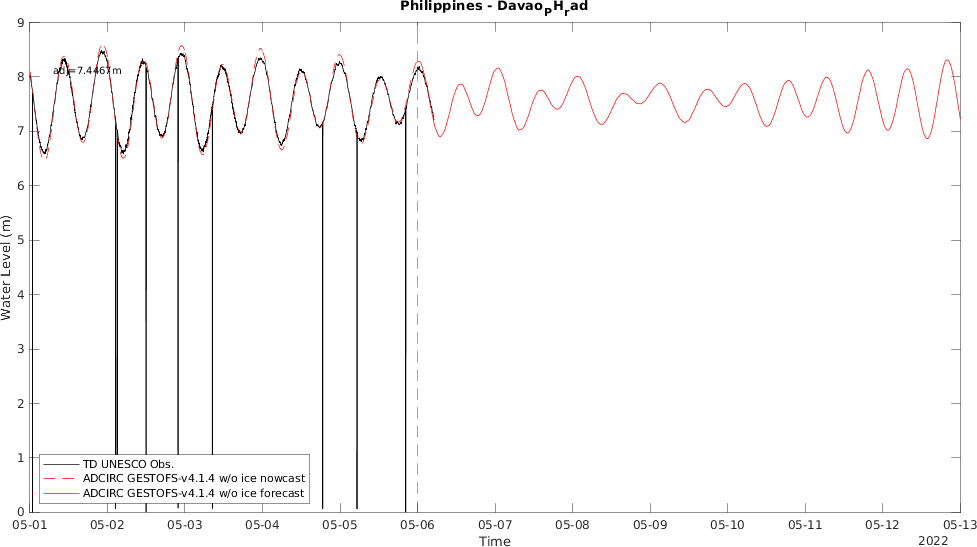 Philippines - DavaopHrad
9
8
7
6
5
4
3
2
1
0
Water Level (m)
adj=7.4467m
TD UNESCO Obs.
ADCIRC GESTOFS-v4.1.4 w/o ice nowcast
ADCIRC GESTOFS-v4.1.4 w/o ice forecast
05-01 05-02 05-03 05-04 05-05 05-06 05-07 05-08 05-09 05-10 05-11 05-12 05-13
Time
2022